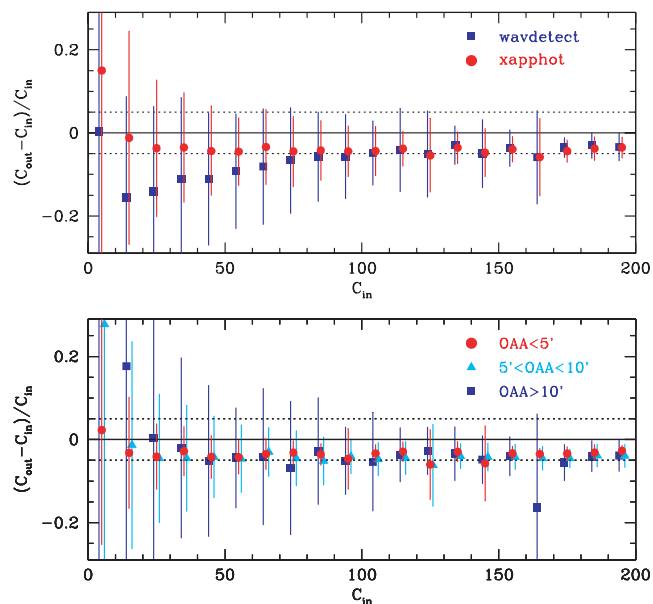 0.2
0
−0.2
(C_out−C_in)/C_in
wavdetect
xapphot
0 50 100 150 200
C_in
0.2
0
−0.2
(C_out−C_in)/C_in
OAA<5'
5'<OAA<10'
OAA>10'
0 50 100 150 200
C_in